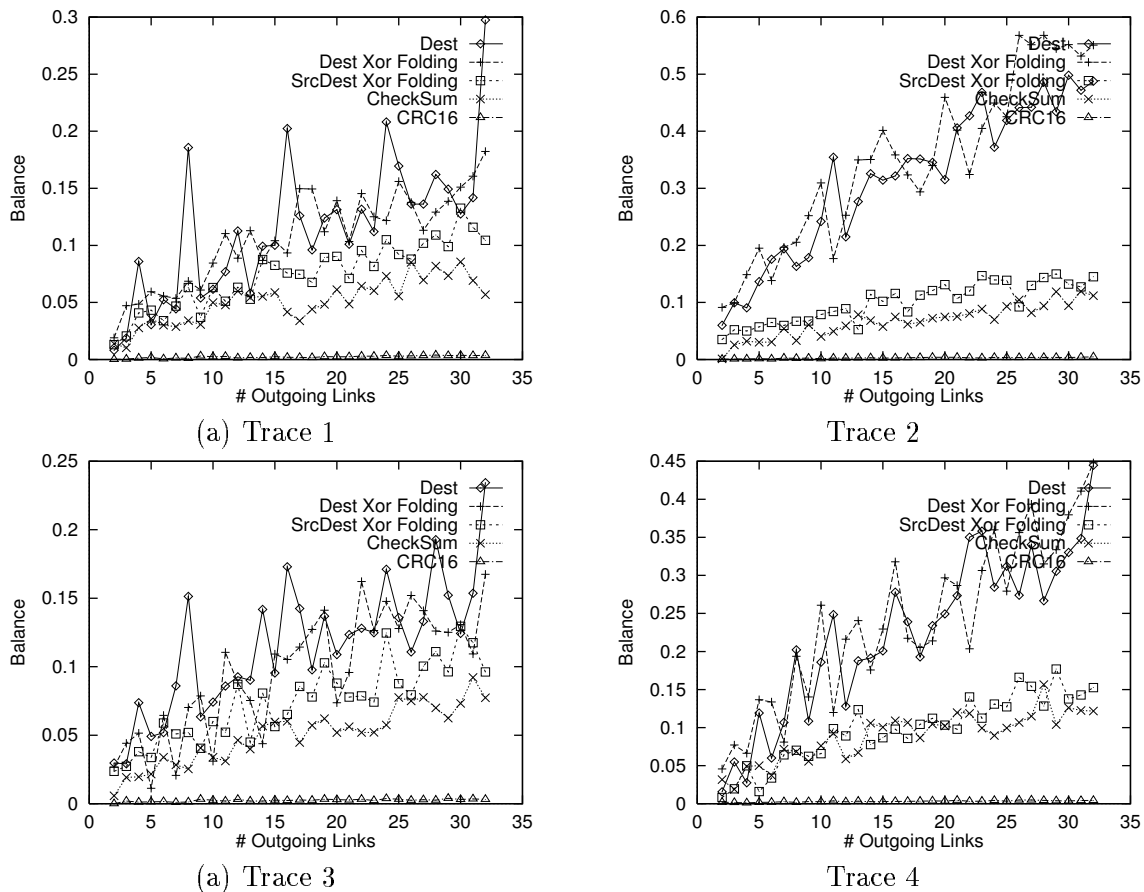 0.3
0.25
0.2
0.15
0.1
0.05
0
Balance
0 5 10 15 20 25 30 35
# Outgoing Links
Dest
Dest Xor Folding
SrcDest Xor Folding
CheckSum
CRC16
(a) Trace 1
0.6
0.5
0.4
0.3
0.2
0.1
0
Balance
0 5 10 15 20 25 30 35
# Outgoing Links
Dest
Dest Xor Folding
SrcDest Xor Folding
CheckSum
CRC16
Trace 2
0.25
0.2
0.15
0.1
0.05
0
Balance
0 5 10 15 20 25 30 35
# Outgoing Links
Dest
Dest Xor Folding
SrcDest Xor Folding
CheckSum
CRC16
(a) Trace 3
0.45
0.4
0.35
0.3
0.25
0.2
0.15
0.1
0.05
0
Balance
0 5 10 15 20 25 30 35
# Outgoing Links
Dest
Dest Xor Folding
SrcDest Xor Folding
CheckSum
CRC16
Trace 4